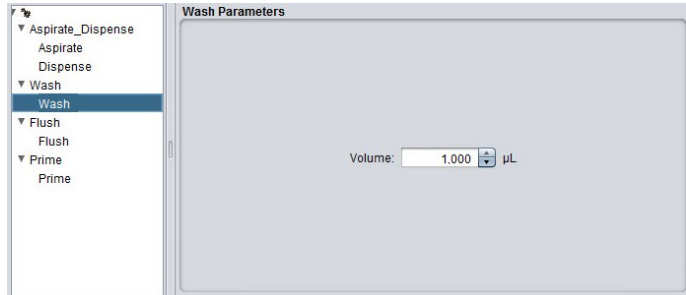 Wash Parameters
Aspirate_Dispense
Aspirate
Dispense
Wash
Wash
Flush
Flush
Prime
Prime
Volume: 1.000 µL